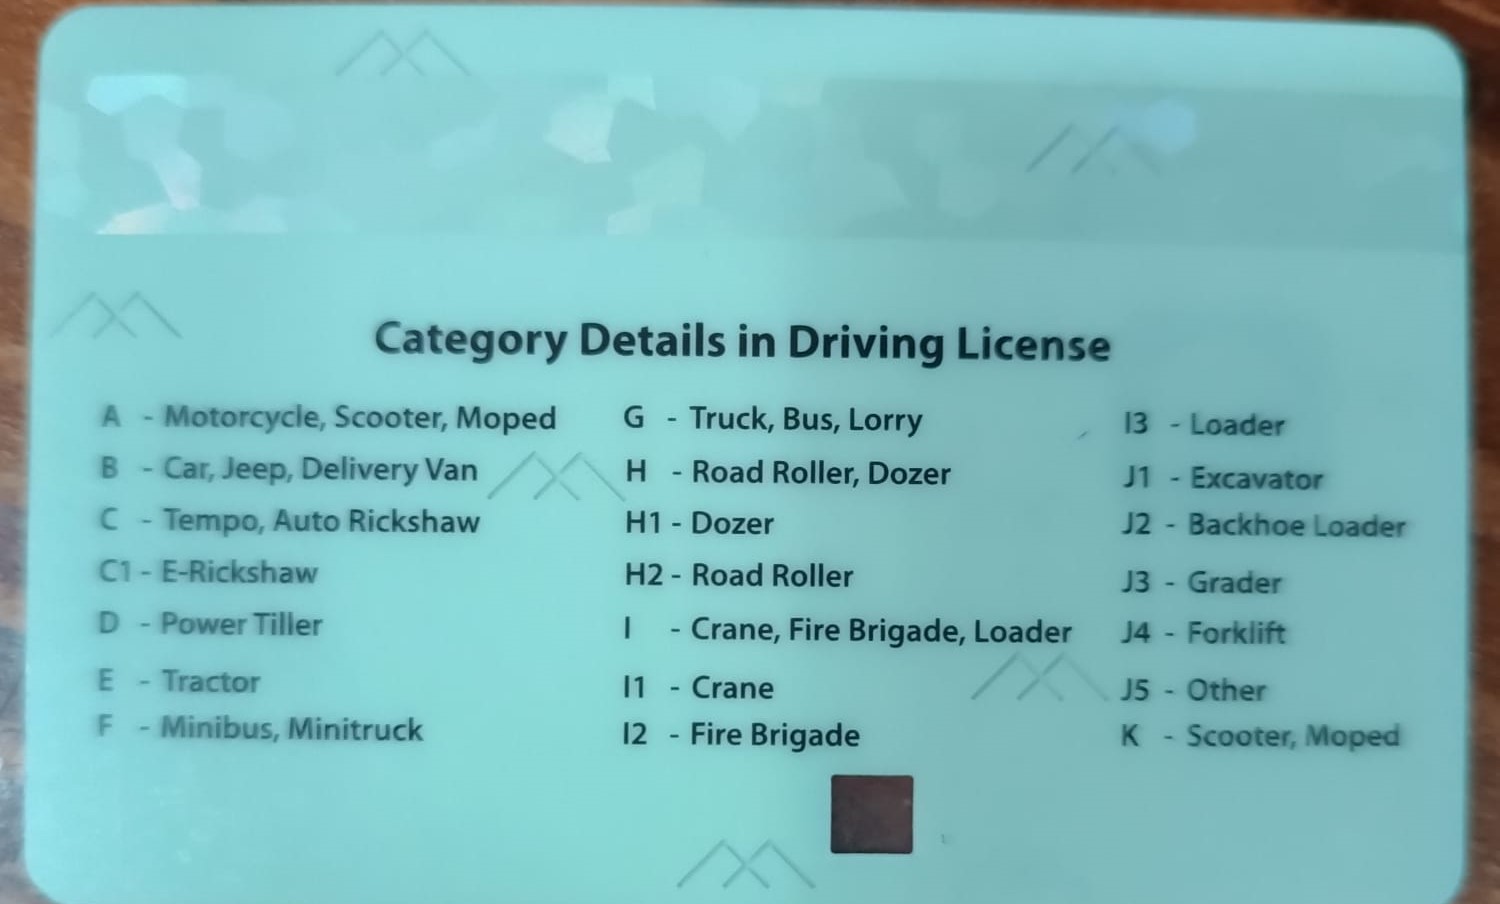 Category Details in Driving License
A - Motorcycle, Scooter, Moped
B - Car, Jeep, Delivery Van
C - Tempo, Auto Rickshaw
C1 - E-Rickshaw
D - Power Tiller
E - Tractor
F - Minibus, Minitruck
G - Truck, Bus, Lorry
H - Road Roller, Dozer
H1 - Dozer
H2 - Road Roller
I - Crane, Fire Brigade, Loader
I1 - Crane
I2 - Fire Brigade
I3 - Loader
J1 - Excavator
J2 - Backhoe Loader
J3 - Grader
J4 - Forklift
J5 - Other
K - Scooter, Moped